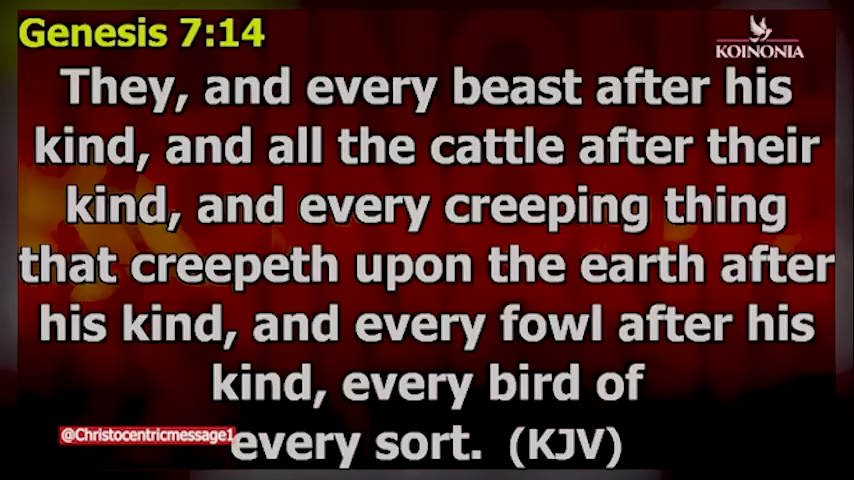 Genesis 7:14
KOINONIA
They, and every beast after his
kind, and all the cattle after their
kind, and every creeping thing
that creepeth upon the earth after
his kind, and every fowl after his
kind, every bird of
@Christocentricmessage1
every sort. (KJV)